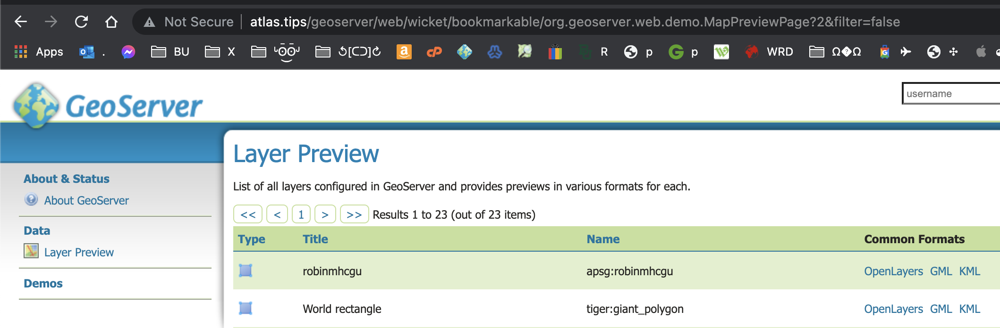 Not Secure | atlas.tips/geoserver/web/wicket/bookmarkable/org.geoserver.web.demo.MapPreviewPage?2&filter=false
Apps . BU X R p p WRD Ω�Ω
GeoServer
username
Layer Preview
About & Status
List of all layers configured in GeoServer and provides previews in various formats for each.
About GeoServer
<< < 1 > >> Results 1 to 23 (out of 23 items)
Data
Type Title Name Common Formats
Layer Preview
robinmhcgu apsg:robinmhcgu OpenLayers GML KML
Demos
World rectangle tiger:giant_polygon OpenLayers GML KML